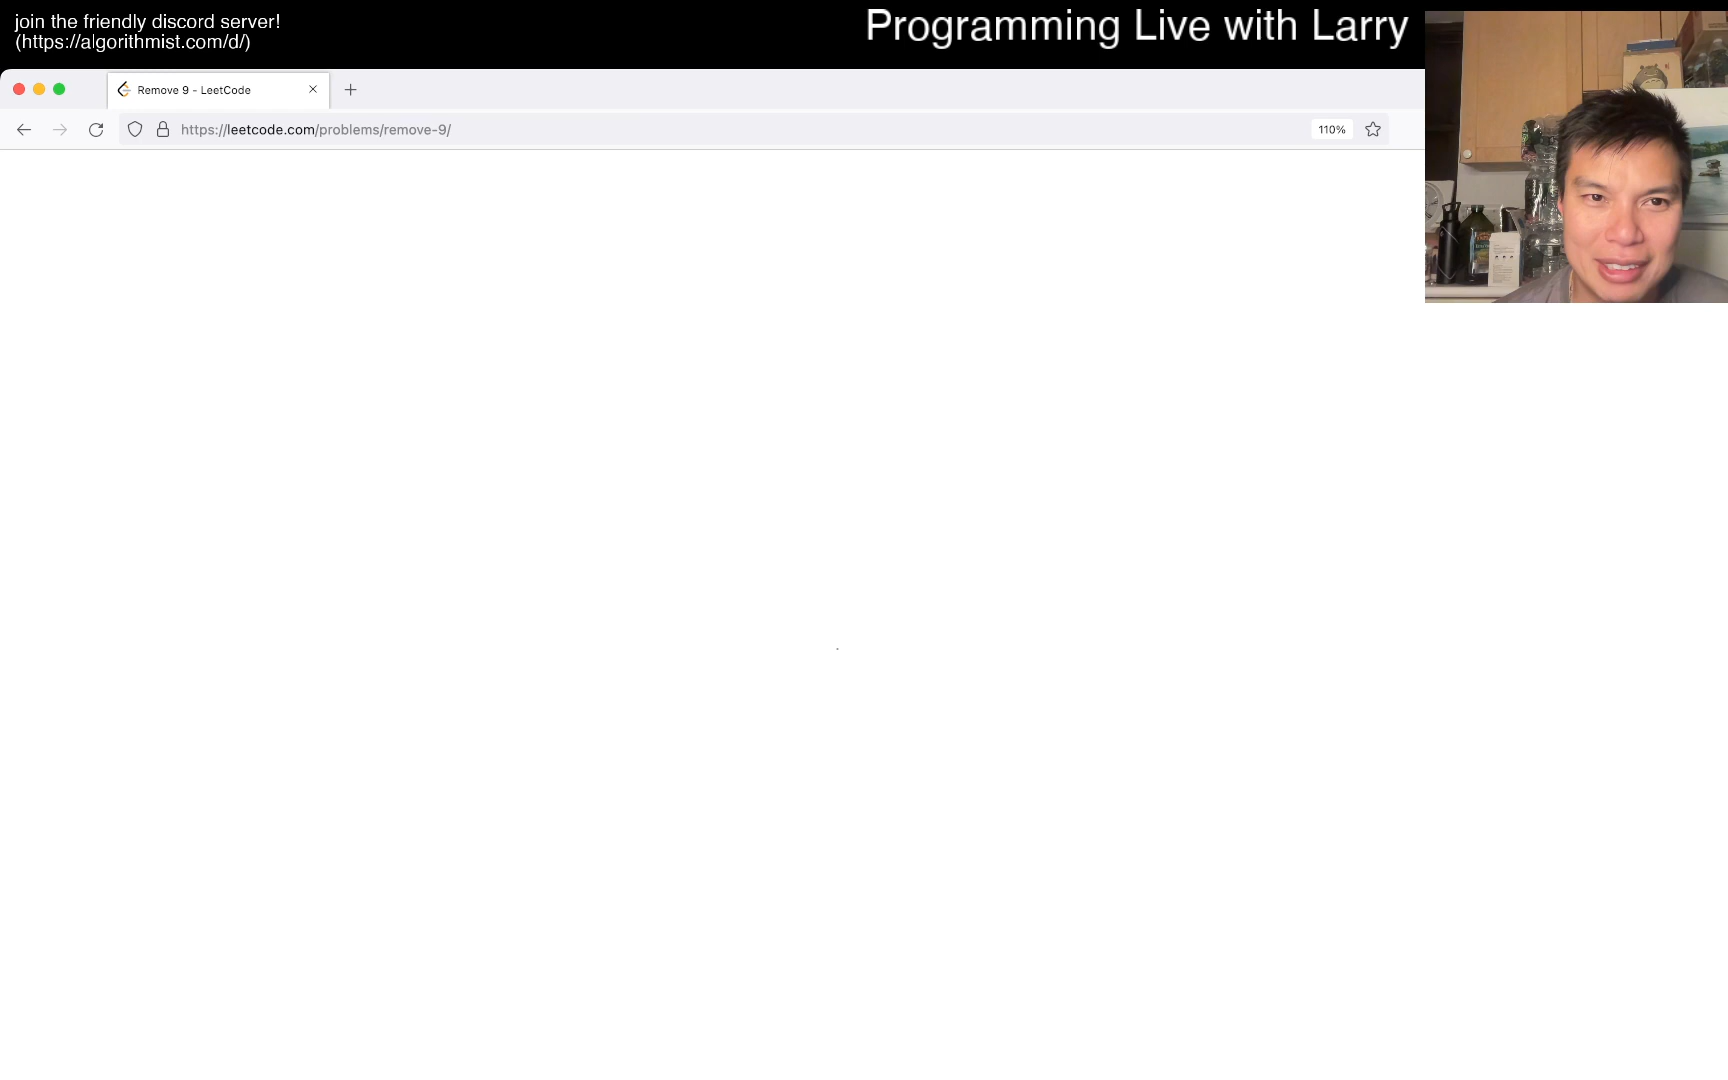 join the friendly discord server!
(https://algorithmist.com/d/)
Programming Live with Larry
Remove 9 - LeetCode
https://leetcode.com/problems/remove-9/
110%